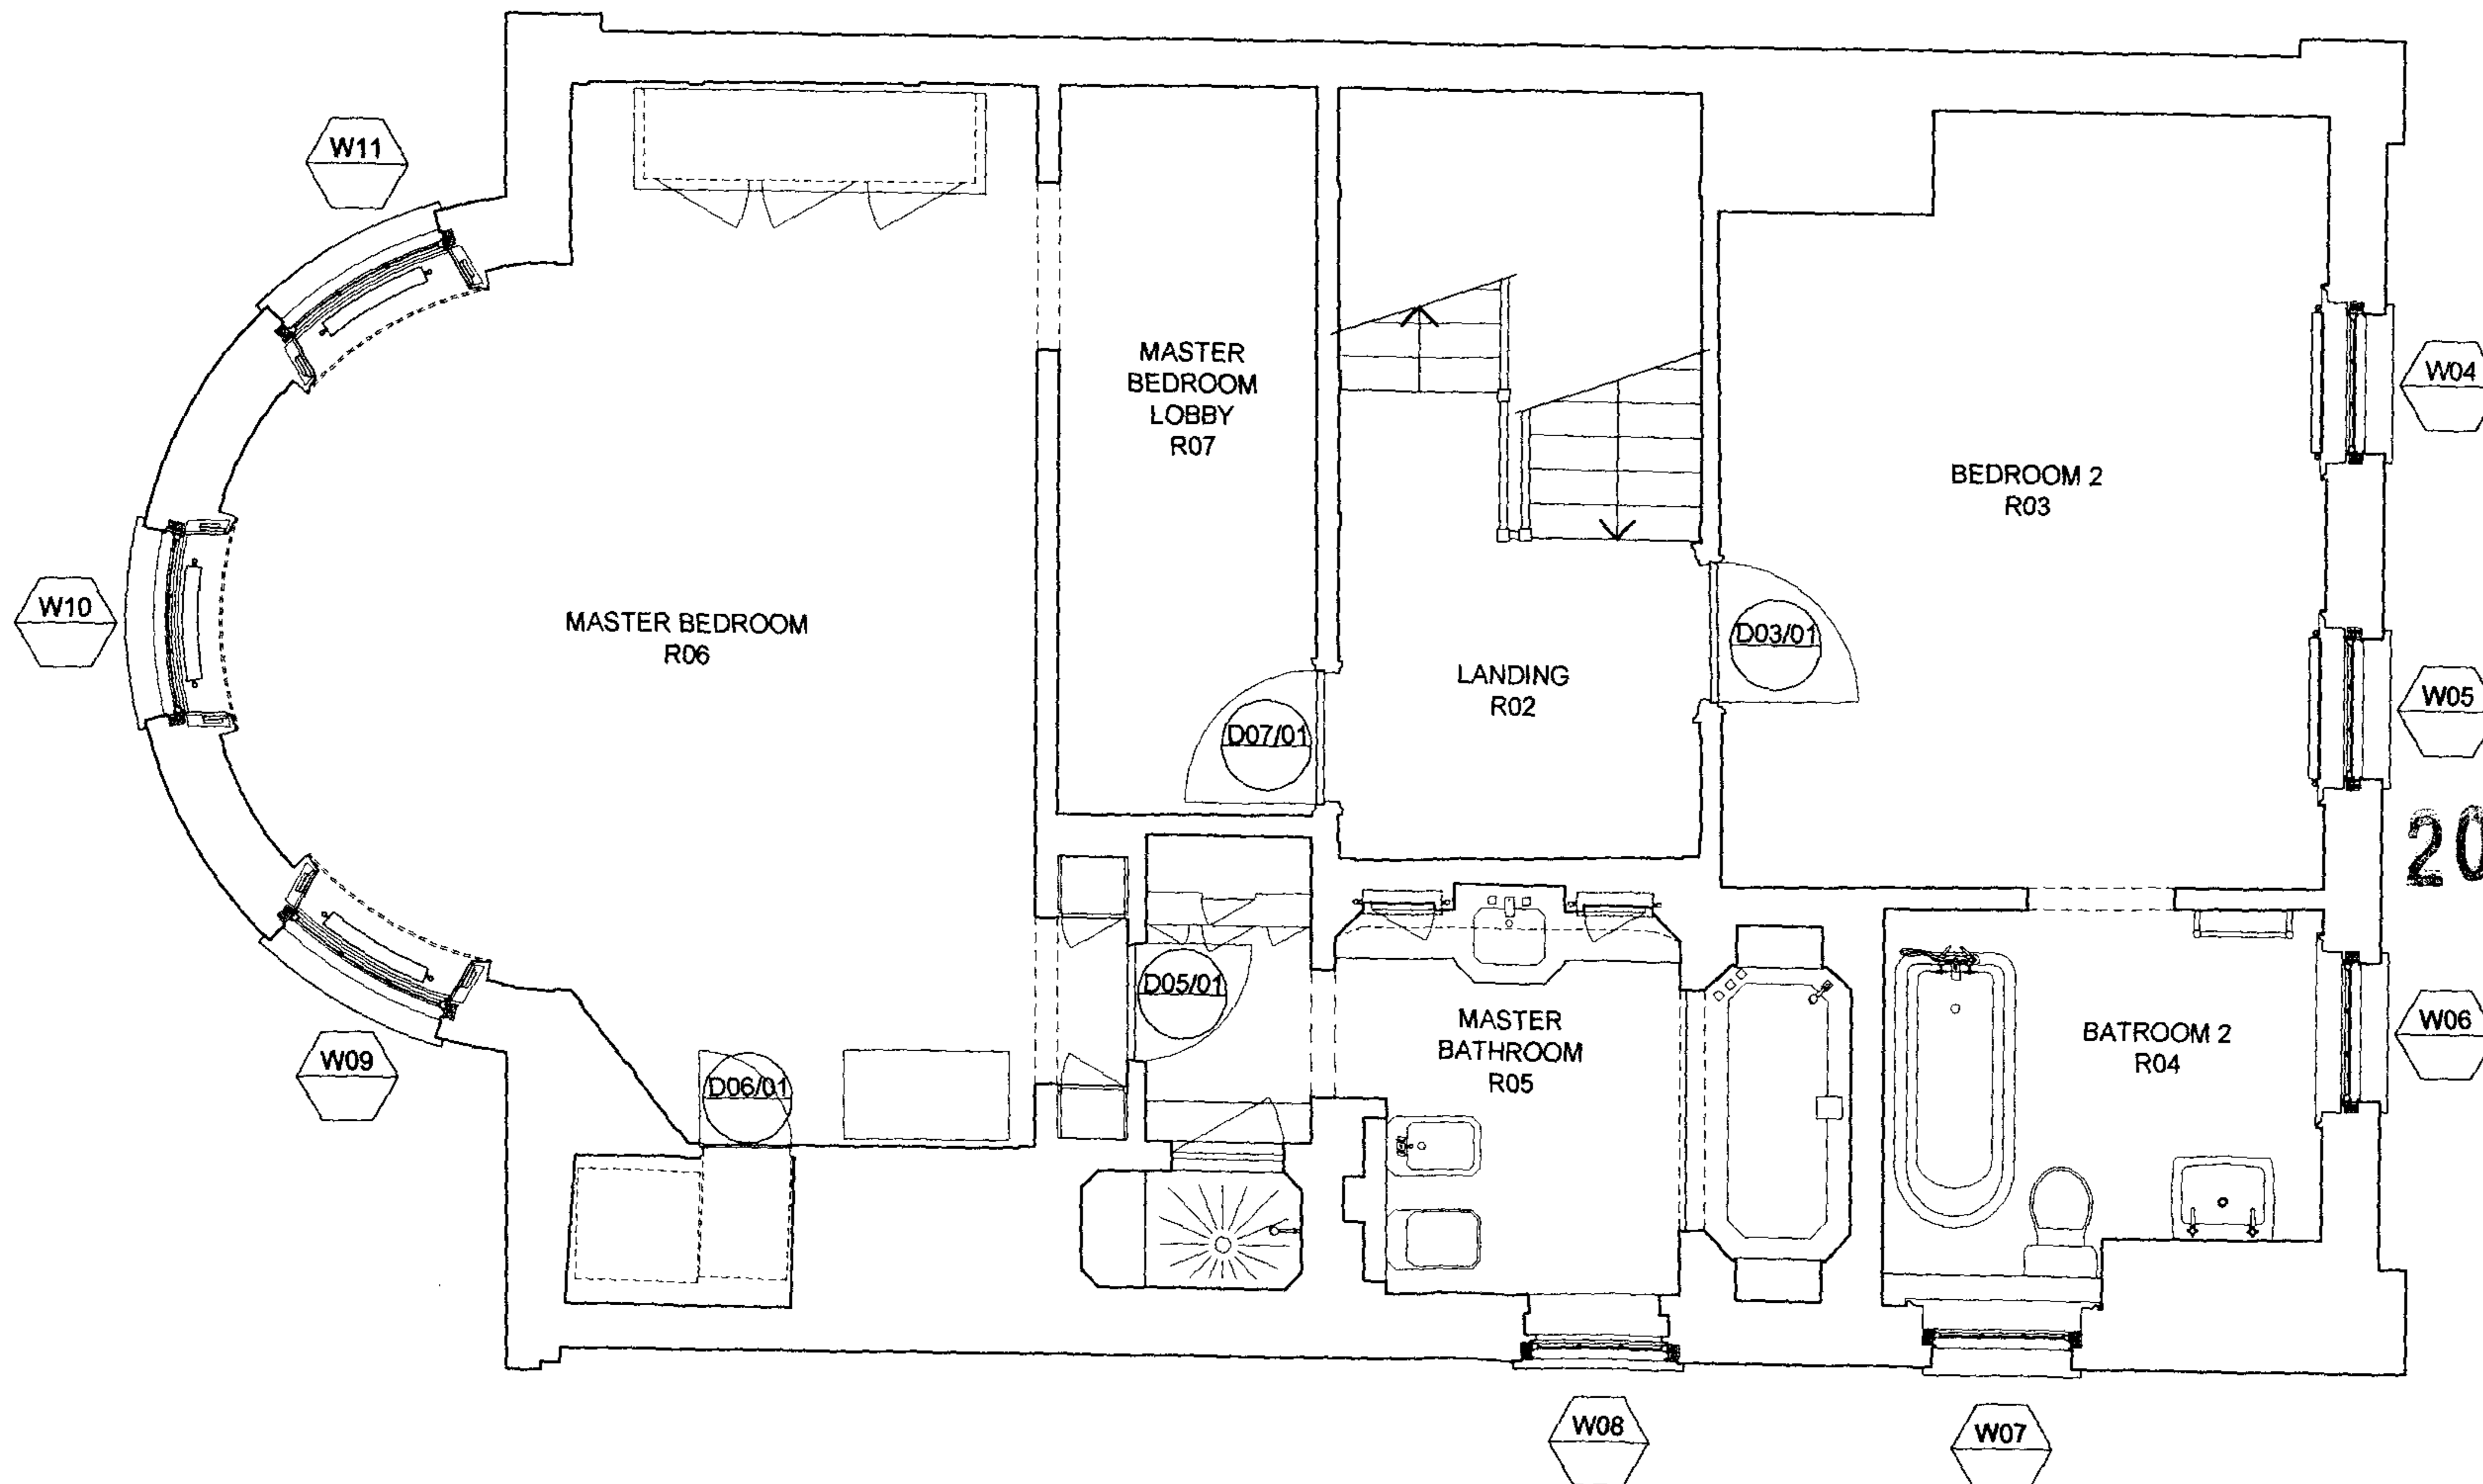 W11
MASTER
BEDROOM
LOBBY
R07
W04
BEDROOM 2
R03
W10
MASTER BEDROOM
R06
D03/01
LANDING
R02
W05
D07/01
20
D05/01
MASTER
BATHROOM
R05
BATROOM 2
R04
W06
W09
D06/01
W08
W07